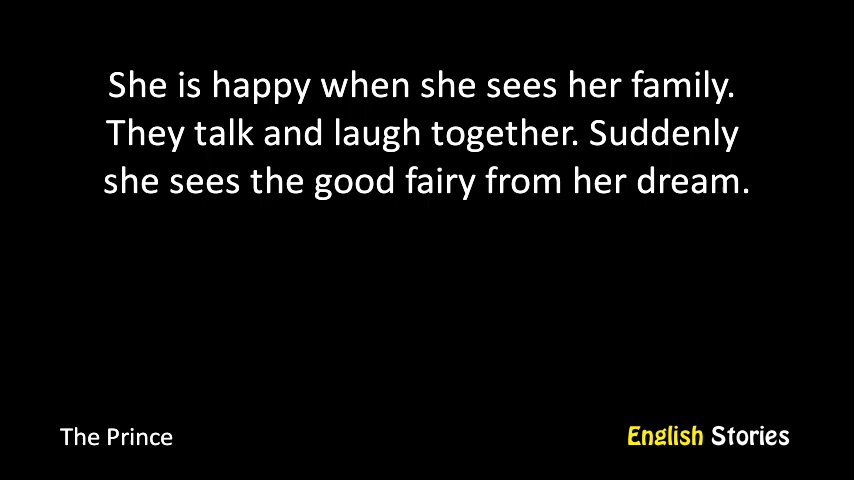 She is happy when she sees her family.
They talk and laugh together. Suddenly
she sees the good fairy from her dream.
The Prince
English Stories